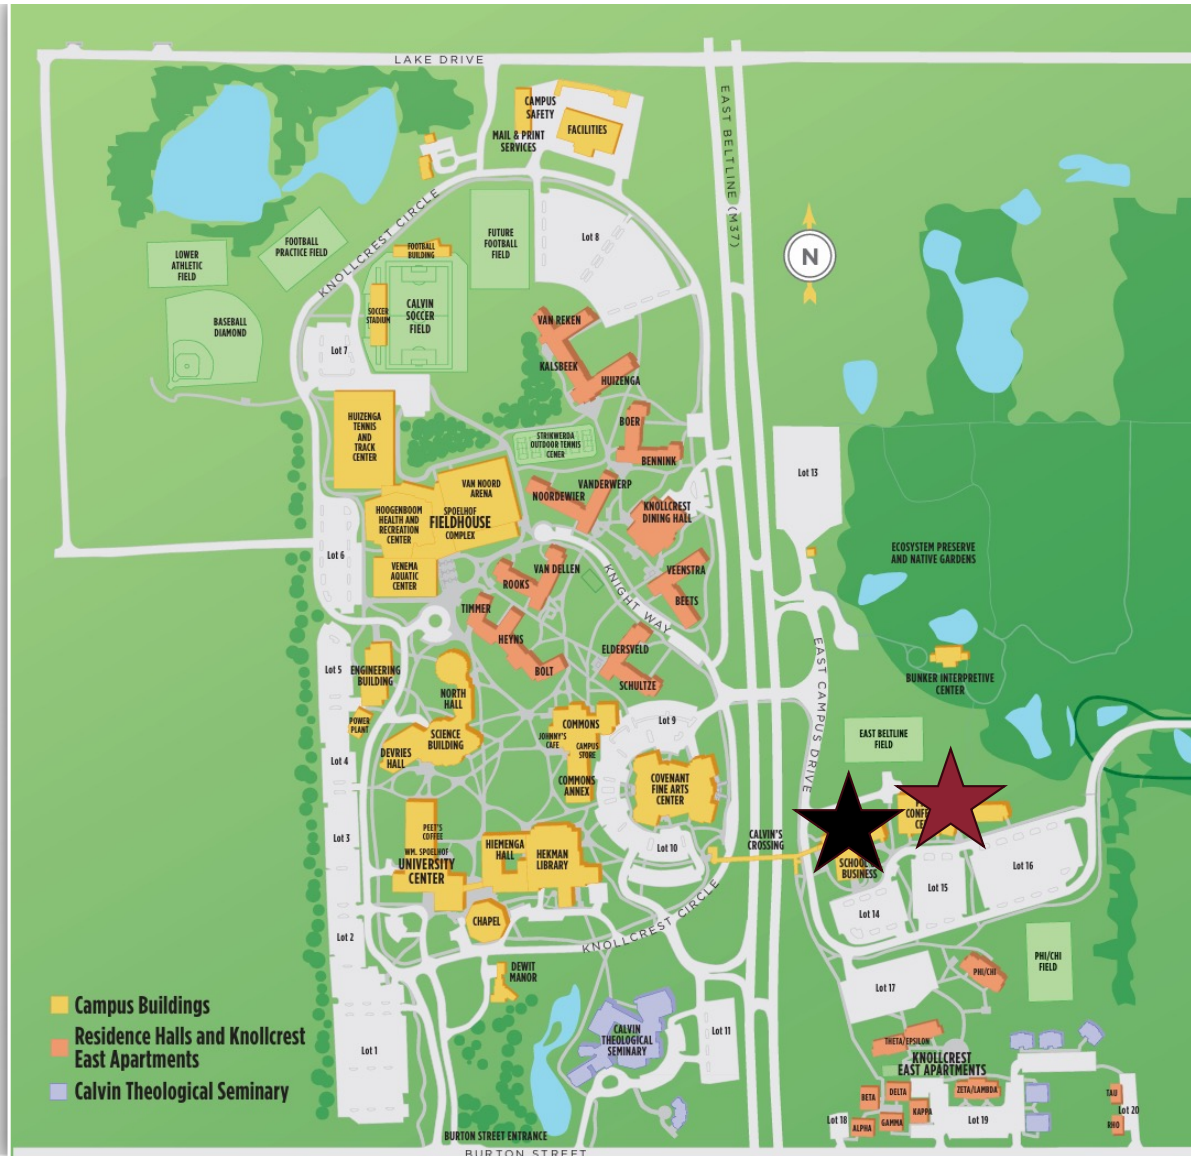 LAKE DRIVE
CAMPUS
SAFETY
MAIL & PRINT
SERVICES
FACILITIES
EAST BELTLINE (M37)
KNOLLCREST CIRCLE
FOOTBALL
PRACTICE FIELD
LOWER
ATHLETIC
FIELD
FOOTBALL
BUILDING
FUTURE
FOOTBALL
FIELD
Lot 8
N
SOCCER
STADIUM
CALVIN
SOCCER
FIELD
BASEBALL
DIAMOND
Lot 7
VAN REKEN
KALSBEEK
HUIZENGA
HUIZENGA
TENNIS
AND
TRACK
CENTER
STRIKWERDA
OUTDOOR TENNIS
CENER
BOER
BENNINK
Lot 13
VAN NOORD
ARENA
NOORDEWIER
VANDERWERP
KNOLLCREST
DINING HALL
HOOGENBOOM
HEALTH AND
RECREATION
CENTER
SPOELHOF
FIELDHOUSE
COMPLEX
Lot 6
VENEMA
AQUATIC
CENTER
ECOSYSTEM PRESERVE
AND NATIVE GARDENS
VAN DELLEN
ROOKS
KNIGHT WAY
VEENSTRA
BEETS
TIMMER
HEYNS
BOLT
ELDERSVELD
SCHULTZE
EAST CAMPUS DRIVE
BUNKER INTERPRETIVE
CENTER
Lot 5
ENGINEERING
BUILDING
NORTH
HALL
POWER
PLANT
SCIENCE
BUILDING
DEVRIES
HALL
COMMONS
JOHNNY'S
CAFE
CAMPUS
STORE
COMMONS
ANNEX
Lot 9
COVENANT
FINE ARTS
CENTER
EAST BELTLINE
FIELD
Lot 4
Lot 3
PEET'S
COFFEE
WM. SPOELHOF
UNIVERSITY
CENTER
HIEMENGA
HALL
HEKMAN
LIBRARY
Lot 10
CALVIN'S
CROSSING
SCHOOL
BUSINESS
Lot 16
Lot 15
Lot 14
CHAPEL
KNOLLCREST CIRCLE
Lot 2
DEWIT
MANOR
PHI/CHI
FIELD
PHI/CHI
Lot 17
Campus Buildings
Residence Halls and Knollcrest
East Apartments
Calvin Theological Seminary
Lot 1
CALVIN
THEOLOGICAL
SEMINARY
Lot 11
THETA/EPSILON
KNOLLCREST
EAST APARTMENTS
BETA
DELTA
ZETA/LAMBDA
KAPPA
TAU
Lot 20
Lot 18
ALPHA
GAMMA
Lot 19
RHO
BURTON STREET ENTRANCE
BURTON STREET